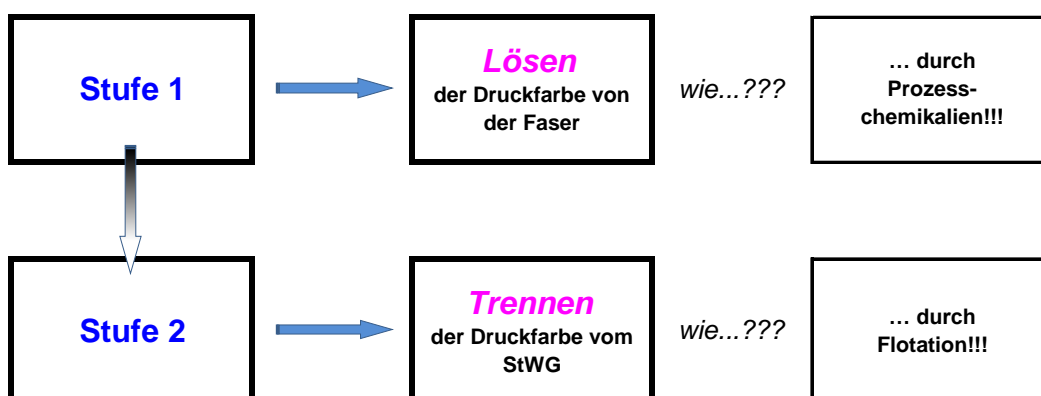 Stufe 1
Lösen
der Druckfarbe von
der Faser
wie...???
... durch
Prozess-
chemikalien!!!
Stufe 2
Trennen
der Druckfarbe vom
StWG
wie...???
... durch
Flotation!!!